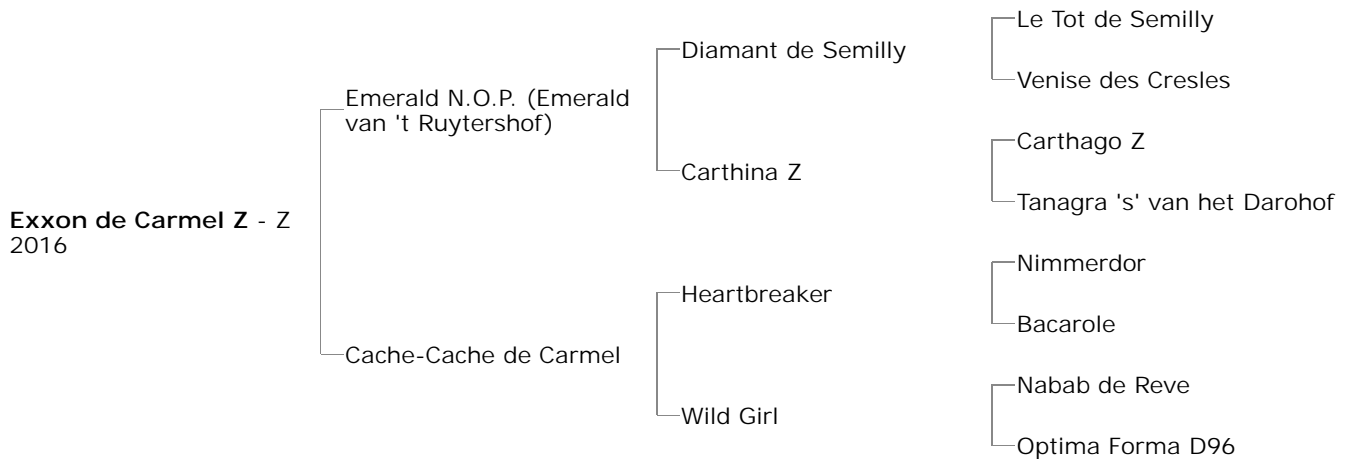 Le Tot de Semilly
Diamant de Semilly
Venise des Cresles
Emerald N.O.P. (Emerald
van 't Ruytershof)
Carthago Z
Carthina Z
Tanagra 's' van het Darohof
Exxon de Carmel Z - Z
2016
Nimmerdor
Heartbreaker
Bacarole
Cache-Cache de Carmel
Nabab de Reve
Wild Girl
Optima Forma D96